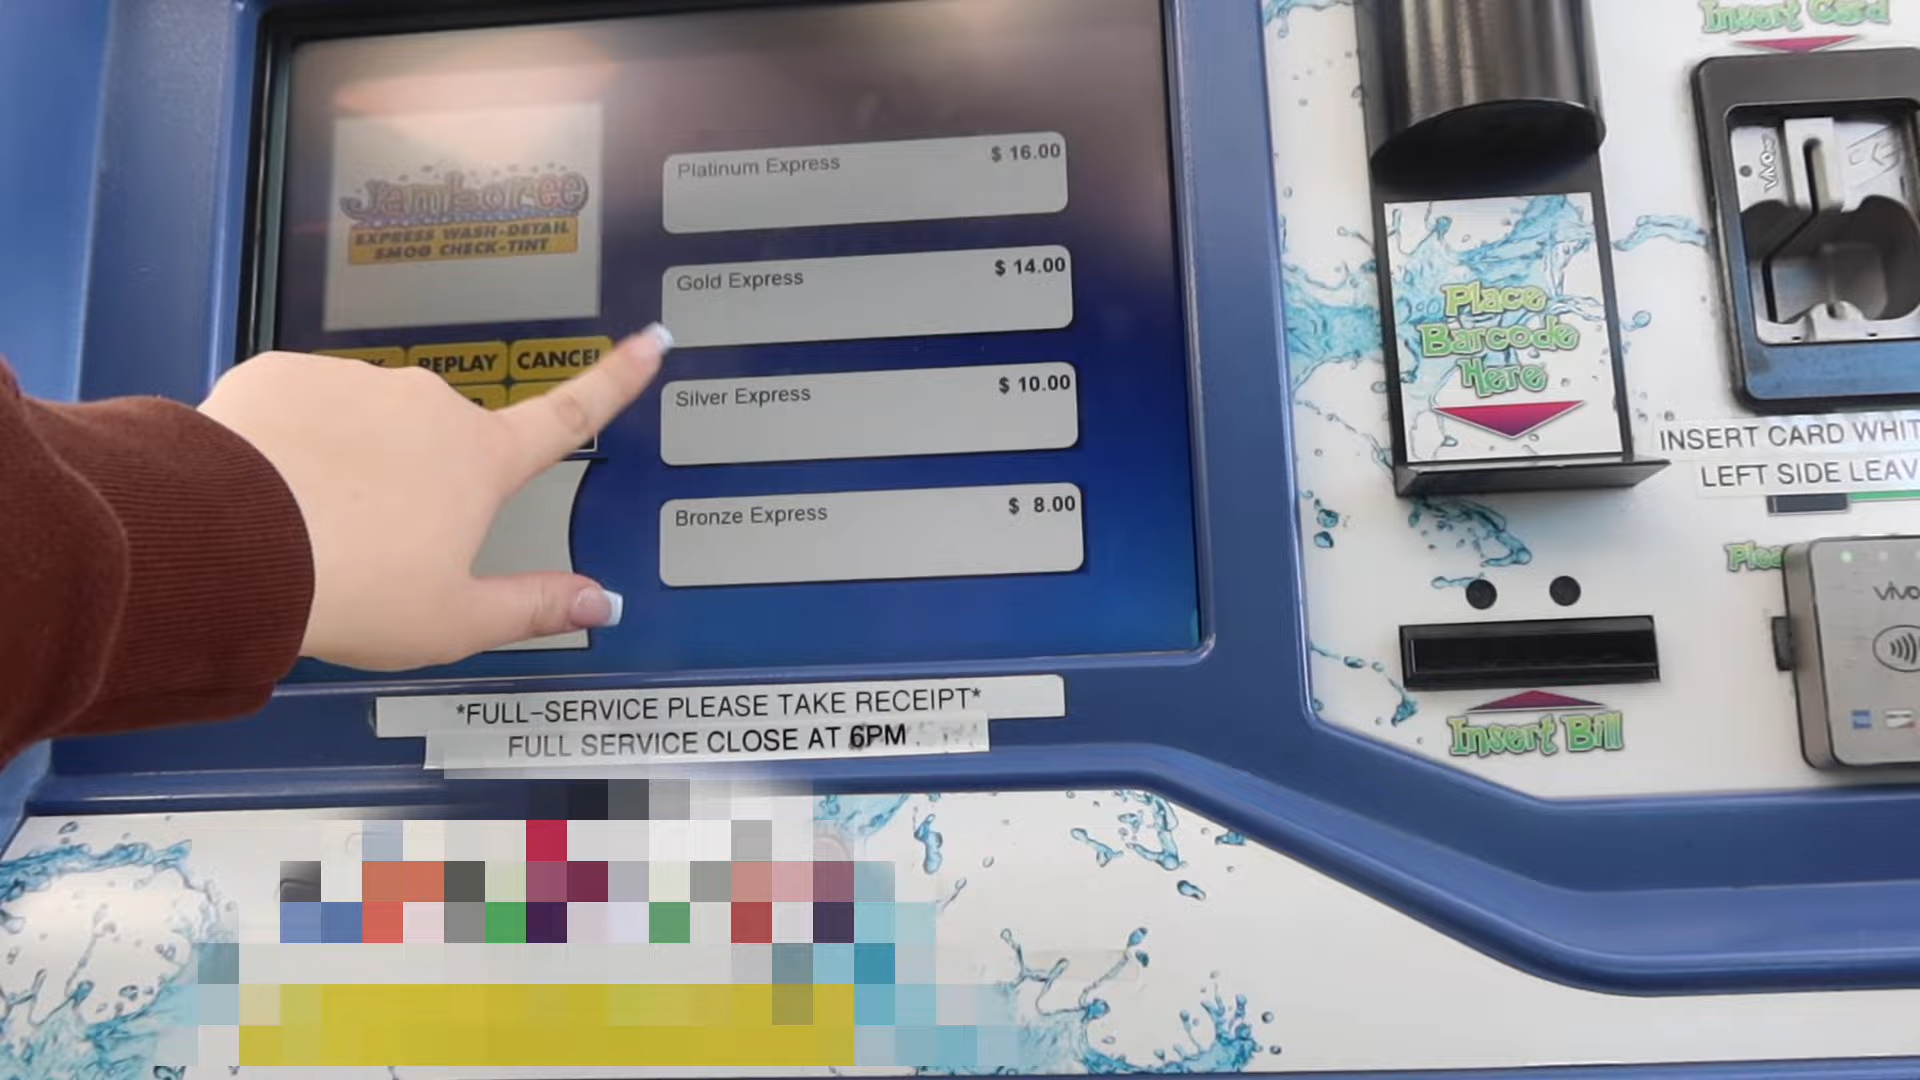 Jamboree
EXPRESS WASH-DETAIL
SMOG CHECK-TINT
REPLAY
CANCEL
Platinum Express $ 16.00
Gold Express $ 14.00
Silver Express $ 10.00
Bronze Express $ 8.00
*FULL-SERVICE PLEASE TAKE RECEIPT*
FULL SERVICE CLOSE AT 6PM
Insert Card
Place
Barcode
Here
INSERT CARD WHIT
LEFT SIDE LEAV
Insert Bill